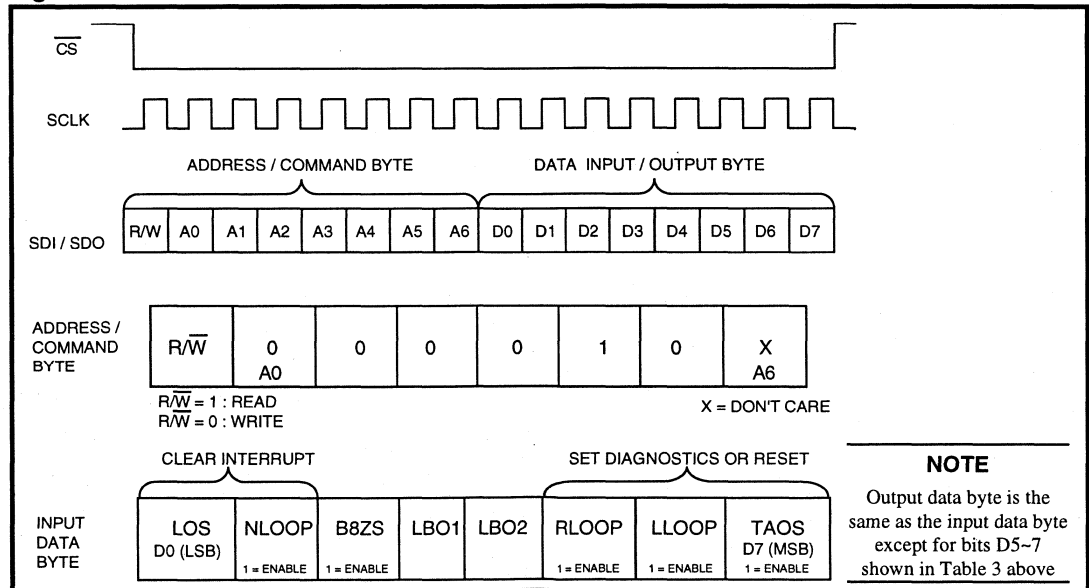 CS
SCLK
ADDRESS / COMMAND BYTE
DATA INPUT / OUTPUT BYTE
SDI / SDO
R/W A0 A1 A2 A3 A4 A5 A6 D0 D1 D2 D3 D4 D5 D6 D7
ADDRESS /
COMMAND
BYTE
R/W 0 0 0 0 1 0 X
A0 A6
R/W = 1 : READ
R/W = 0 : WRITE
X = DON'T CARE
CLEAR INTERRUPT
SET DIAGNOSTICS OR RESET
INPUT
DATA
BYTE
LOS NLOOP B8ZS LBO1 LBO2 RLOOP LLOOP TAOS
D0 (LSB) D7 (MSB)
1 = ENABLE 1 = ENABLE 1 = ENABLE 1 = ENABLE 1 = ENABLE
NOTE
Output data byte is the
same as the input data byte
except for bits D5~7
shown in Table 3 above